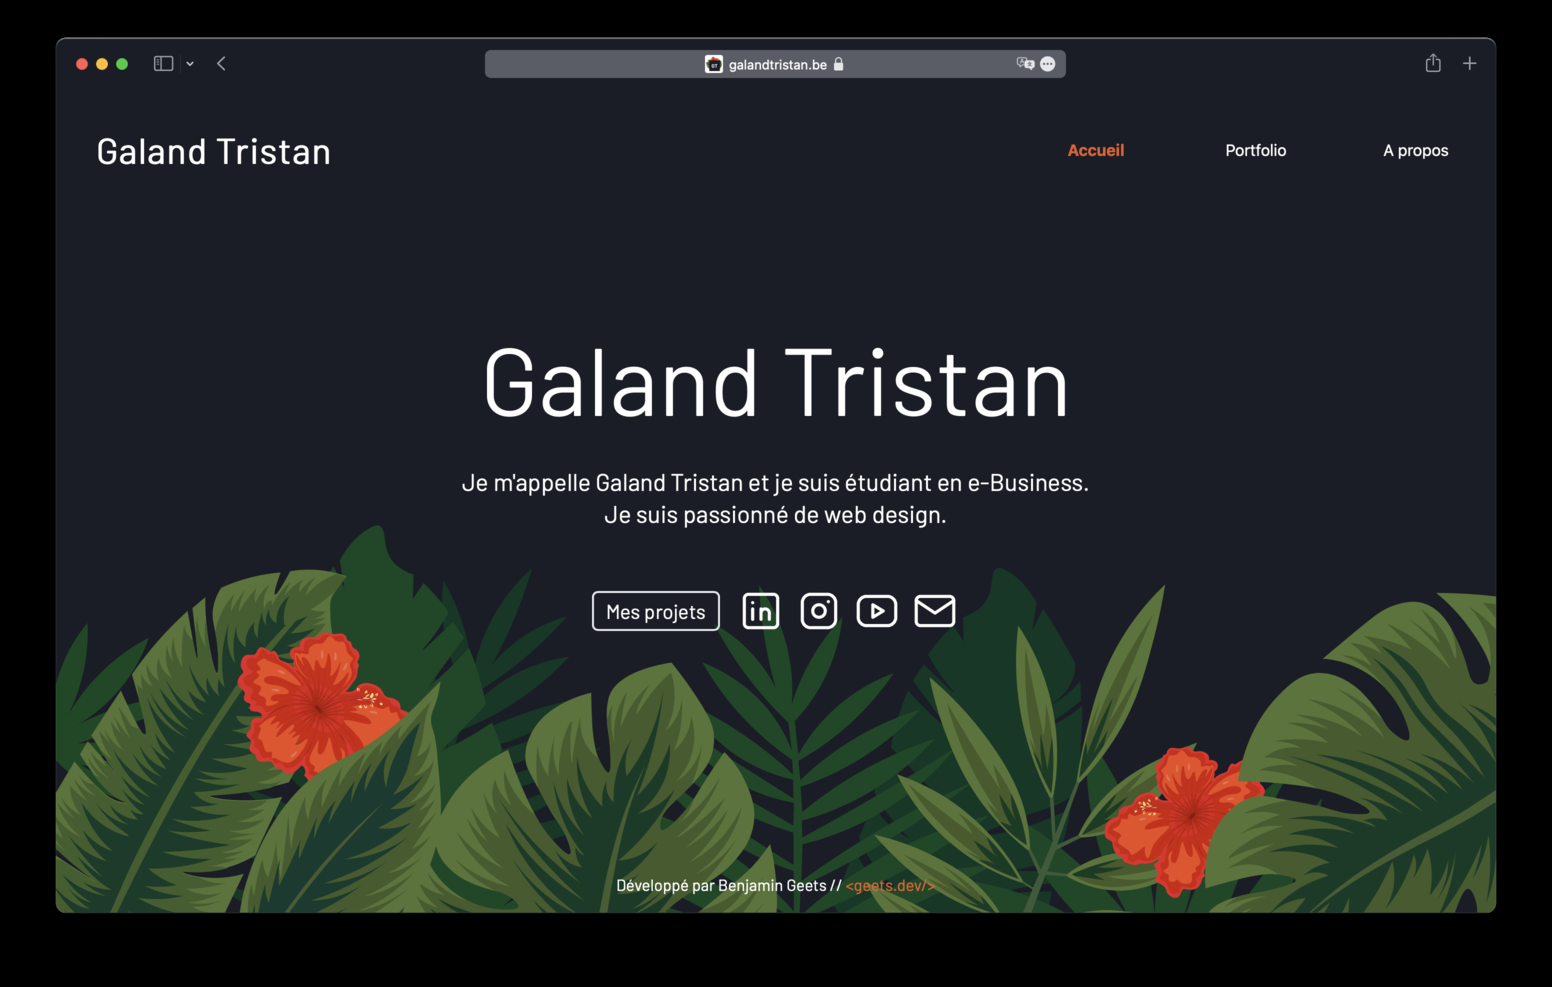 galandtristan.be
Galand Tristan
Accueil
Portfolio
A propos
Galand Tristan
Je m'appelle Galand Tristan et je suis étudiant en e-Business.
Je suis passionné de web design.
Mes projets
in
Développé par Benjamin Geets // <geets.dev/>